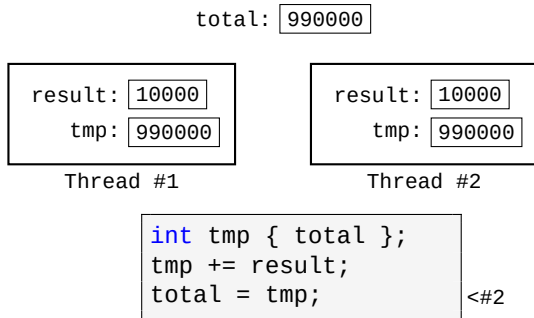 total: 990000
result: 10000
tmp: 990000
Thread #1
result: 10000
tmp: 990000
Thread #2
int tmp { total };
tmp += result;
total = tmp; <#2